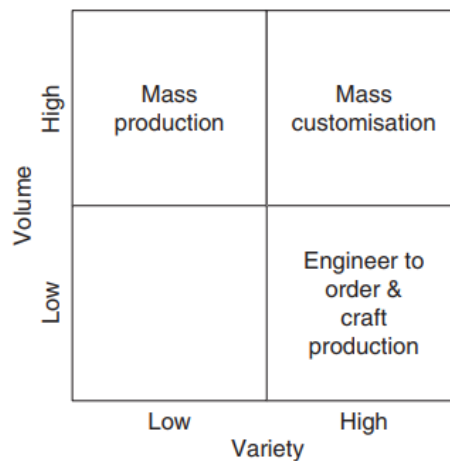 High
Mass
production
Mass
customisation
Volume
Low
Engineer to
order &
craft
production
Low
High
Variety